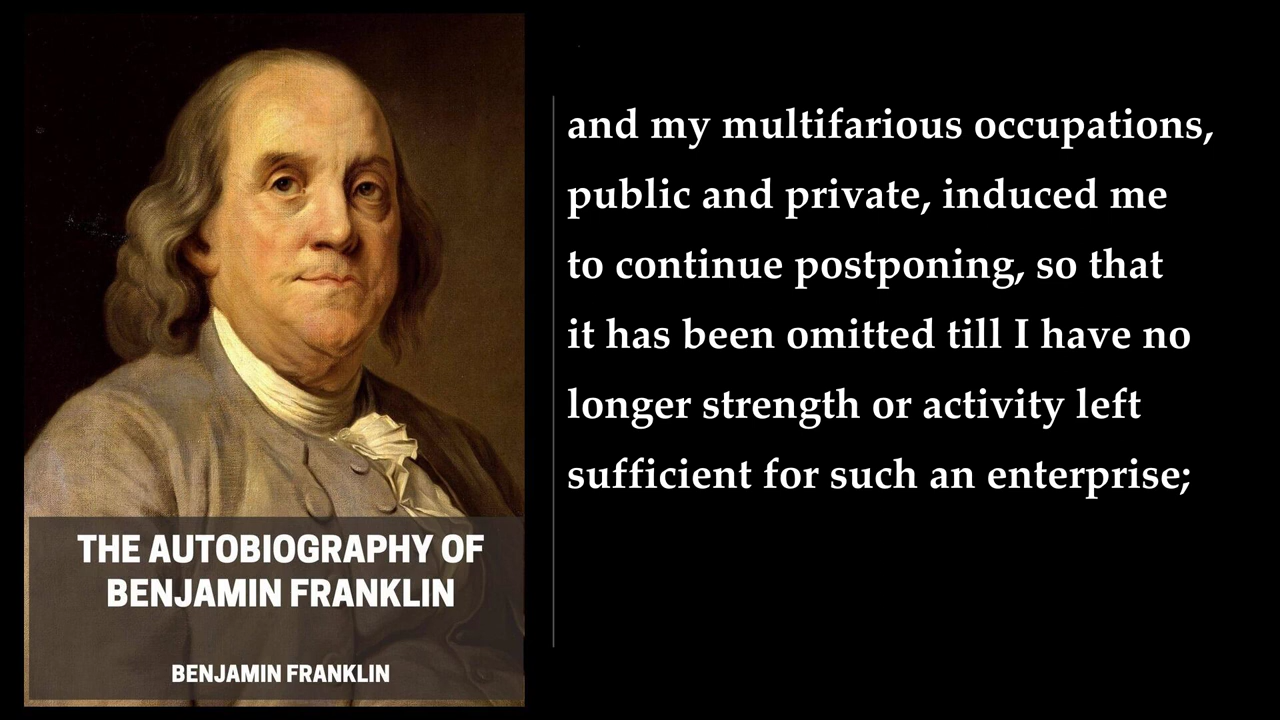 THE AUTOBIOGRAPHY OF
BENJAMIN FRANKLIN
BENJAMIN FRANKLIN
and my multifarious occupations,
public and private, induced me
to continue postponing, so that
it has been omitted till I have no
longer strength or activity left
sufficient for such an enterprise;